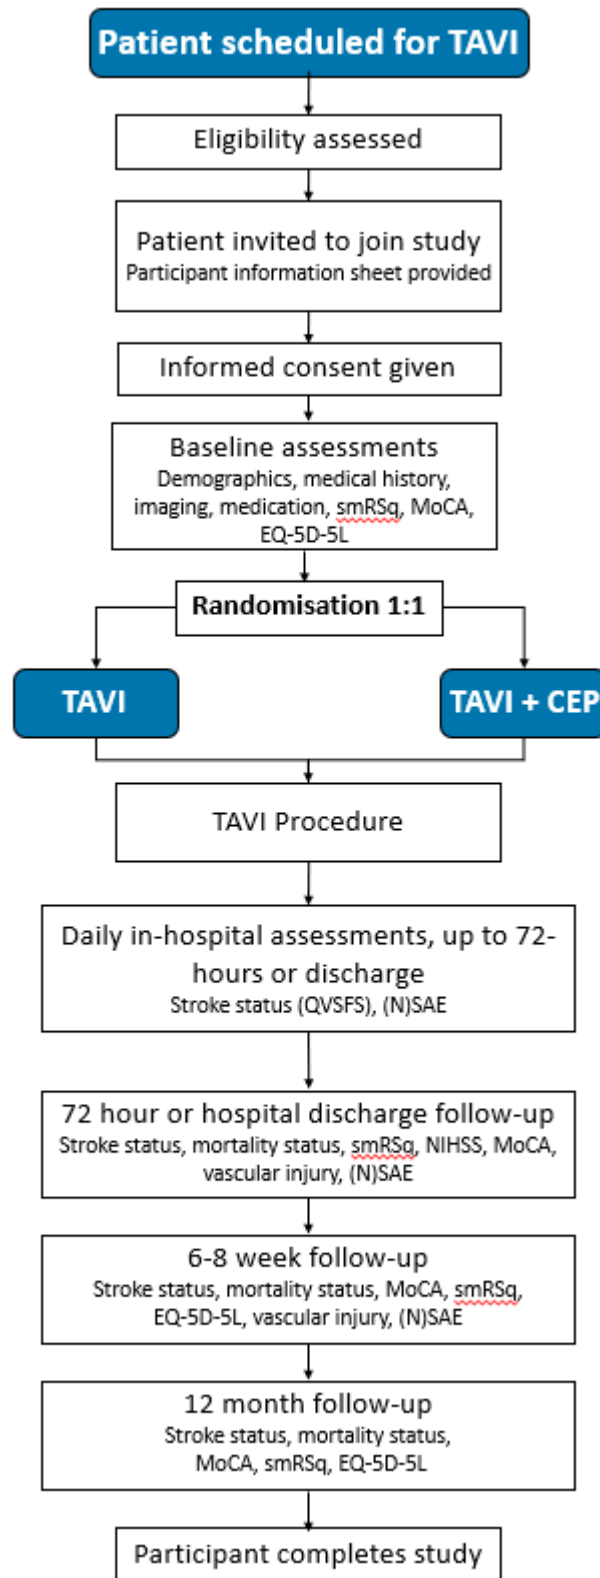 Patient scheduled for TAVI
Eligibility assessed
Patient invited to join study
Participant information sheet provided
Informed consent given
Baseline assessments
Demographics, medical history,
imaging, medication, smRSq, MoCA,
EQ-5D-5L
Randomisation 1:1
TAVI
TAVI + CEP
TAVI Procedure
Daily in-hospital assessments, up to 72-
hours or discharge
Stroke status (QVSFS), (N)SAE
72 hour or hospital discharge follow-up
Stroke status, mortality status, smRSq, NIHSS, MoCA,
vascular injury, (N)SAE
6-8 week follow-up
Stroke status, mortality status, MoCA, smRSq,
EQ-5D-5L, vascular injury, (N)SAE
12 month follow-up
Stroke status, mortality status,
MoCA, smRSq, EQ-5D-5L
Participant completes study